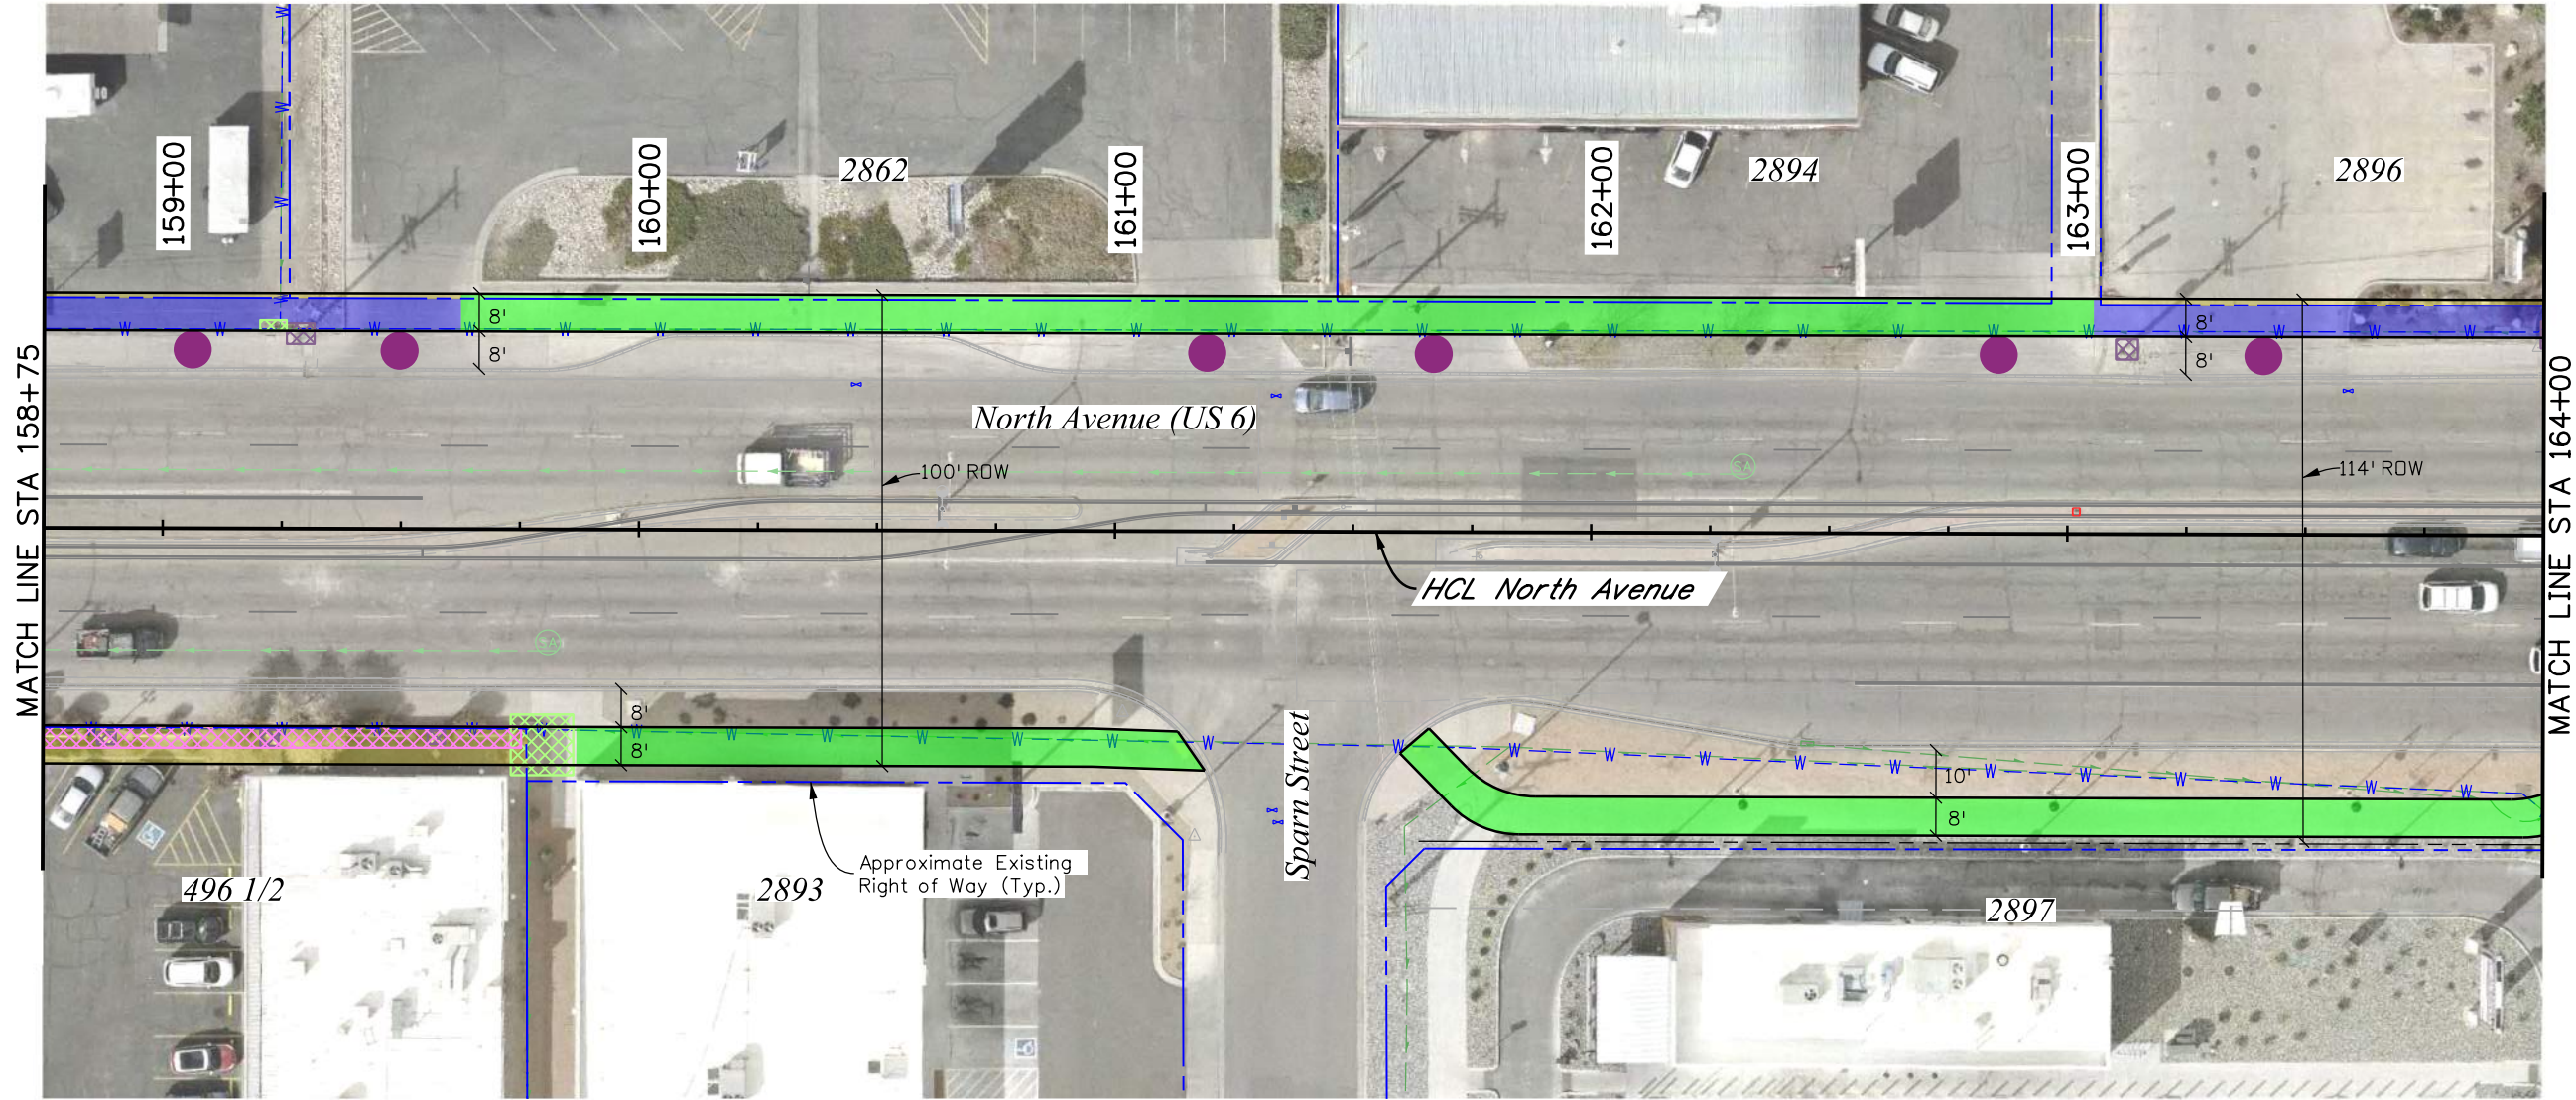 159+00
160+00
2862
161+00
162+00
2894
163+00
2896
W
W
W
W
W W W W W W W W W W W W W W W W W W W W W W W W W
8'
8'
8'
8'
MATCH LINE STA 158+75
North Avenue (US 6)
100' ROW
SA
114' ROW
MATCH LINE STA 164+00
HCL North Avenue
SA
8'
8'
W W W W W W W W W W W W W W W W W W W W W W W W
10'
8'
Sparn Street
Approximate Existing
Right of Way (Typ.)
496 1/2
2893
2897